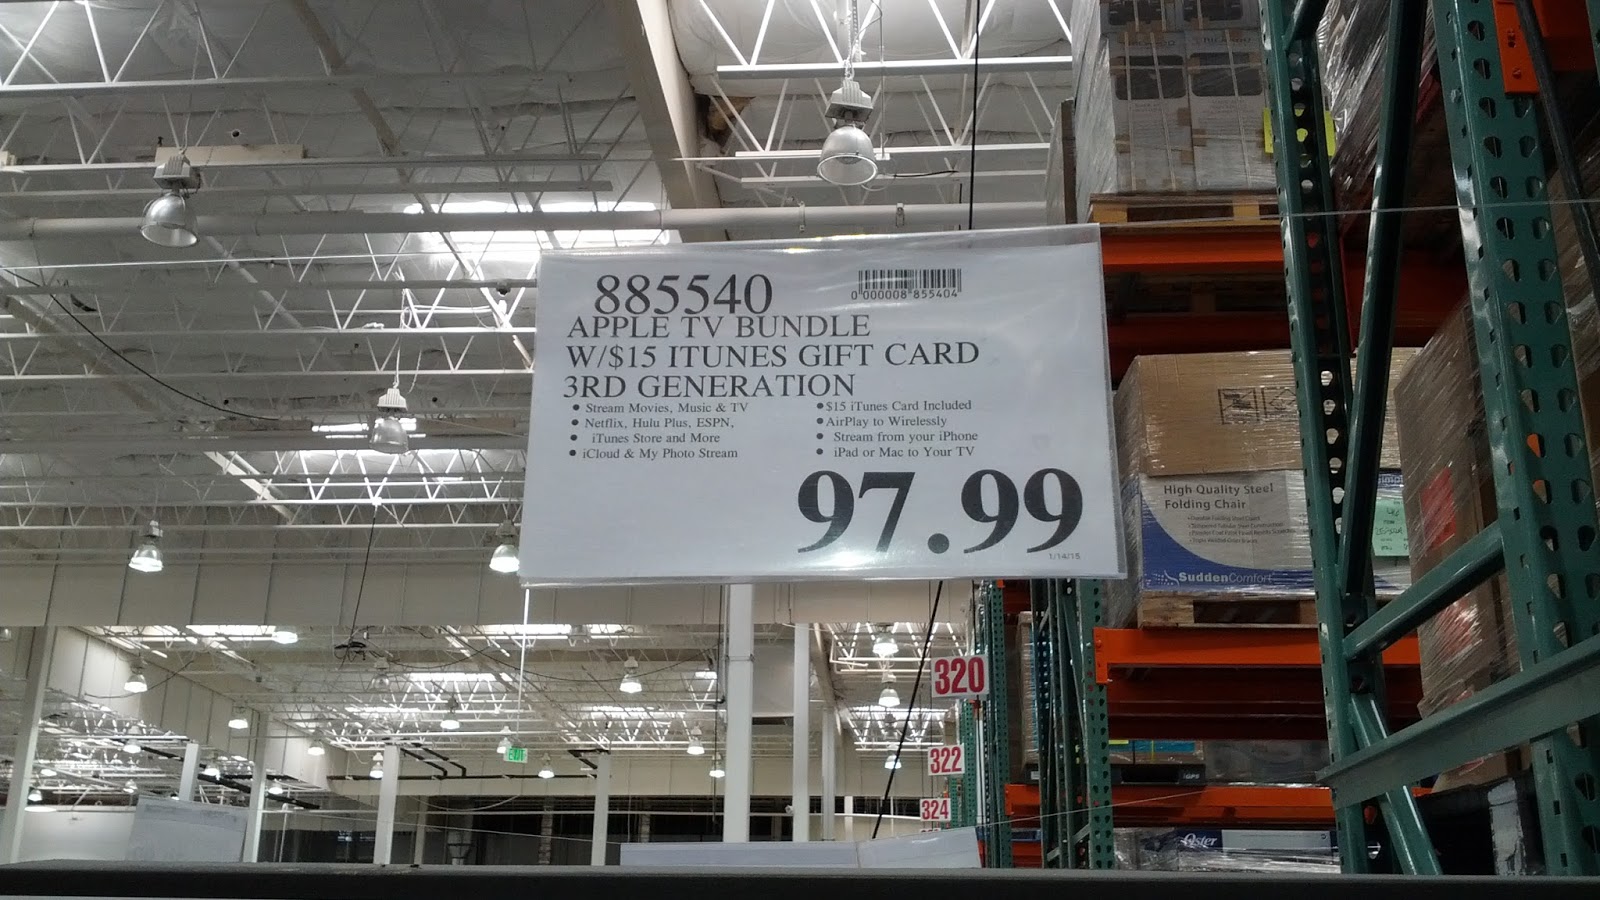 885540
0 000008 855404
APPLE TV BUNDLE
W/$15 ITUNES GIFT CARD
3RD GENERATION
• Stream Movies, Music & TV
• Netflix, Hulu Plus, ESPN,
• iTunes Store and More
• iCloud & My Photo Stream
• $15 iTunes Card Included
• AirPlay to Wirelessly
• Stream from your iPhone
• iPad or Mac to Your TV
97.99
1/14/15
High Quality Steel
Folding Chair
SuddenComfort
320
322
324
EXIT
Oster